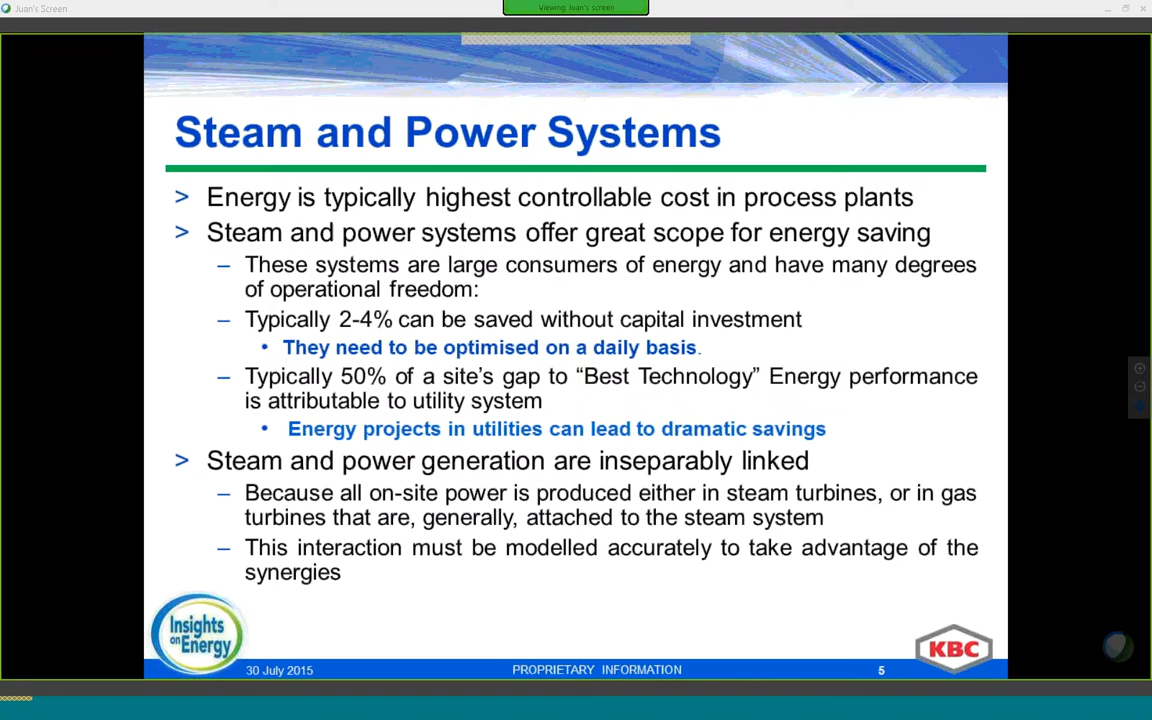 Juan's Screen
Viewing Juan's screen
Steam and Power Systems
> Energy is typically highest controllable cost in process plants
> Steam and power systems offer great scope for energy saving
– These systems are large consumers of energy and have many degrees
of operational freedom:
– Typically 2-4% can be saved without capital investment
• They need to be optimised on a daily basis.
– Typically 50% of a site's gap to “Best Technology” Energy performance
is attributable to utility system
• Energy projects in utilities can lead to dramatic savings
> Steam and power generation are inseparably linked
– Because all on-site power is produced either in steam turbines, or in gas
turbines that are, generally, attached to the steam system
– This interaction must be modelled accurately to take advantage of the
synergies
Insights
on Energy
KBC
30 July 2015
PROPRIETARY INFORMATION
5